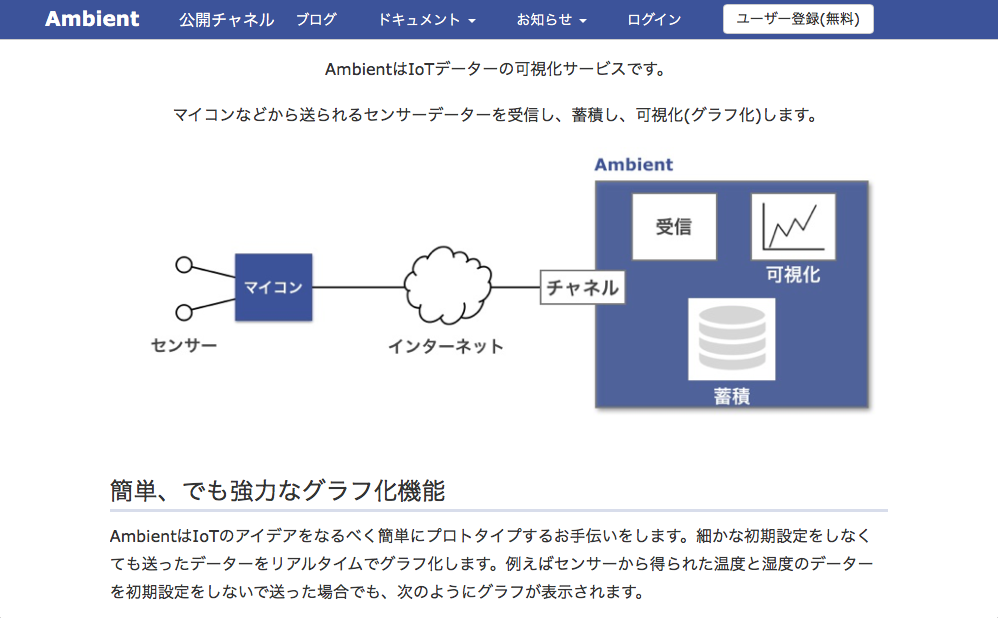 Ambient 公開チャンネル ブログ ドキュメント お知らせ ログイン ユーザー登録(無料)
AmbientはIoTデーターの可視化サービスです。
マイコンなどから送られるセンサーデーターを受信し、蓄積し、可視化(グラフ化)します。
Ambient
受信
可視化
マイコン
チャネル
センサー
インターネット
蓄積
簡単、でも強力なグラフ化機能
AmbientはIoTのアイデアをなるべく簡単にプロトタイプするお手伝いをします。細かな初期設定をしなく
ても送ったデーターをリアルタイムでグラフ化します。例えばセンサーから得られた温度と湿度のデーター
を初期設定をしないで送った場合でも、次のようにグラフが表示されます。